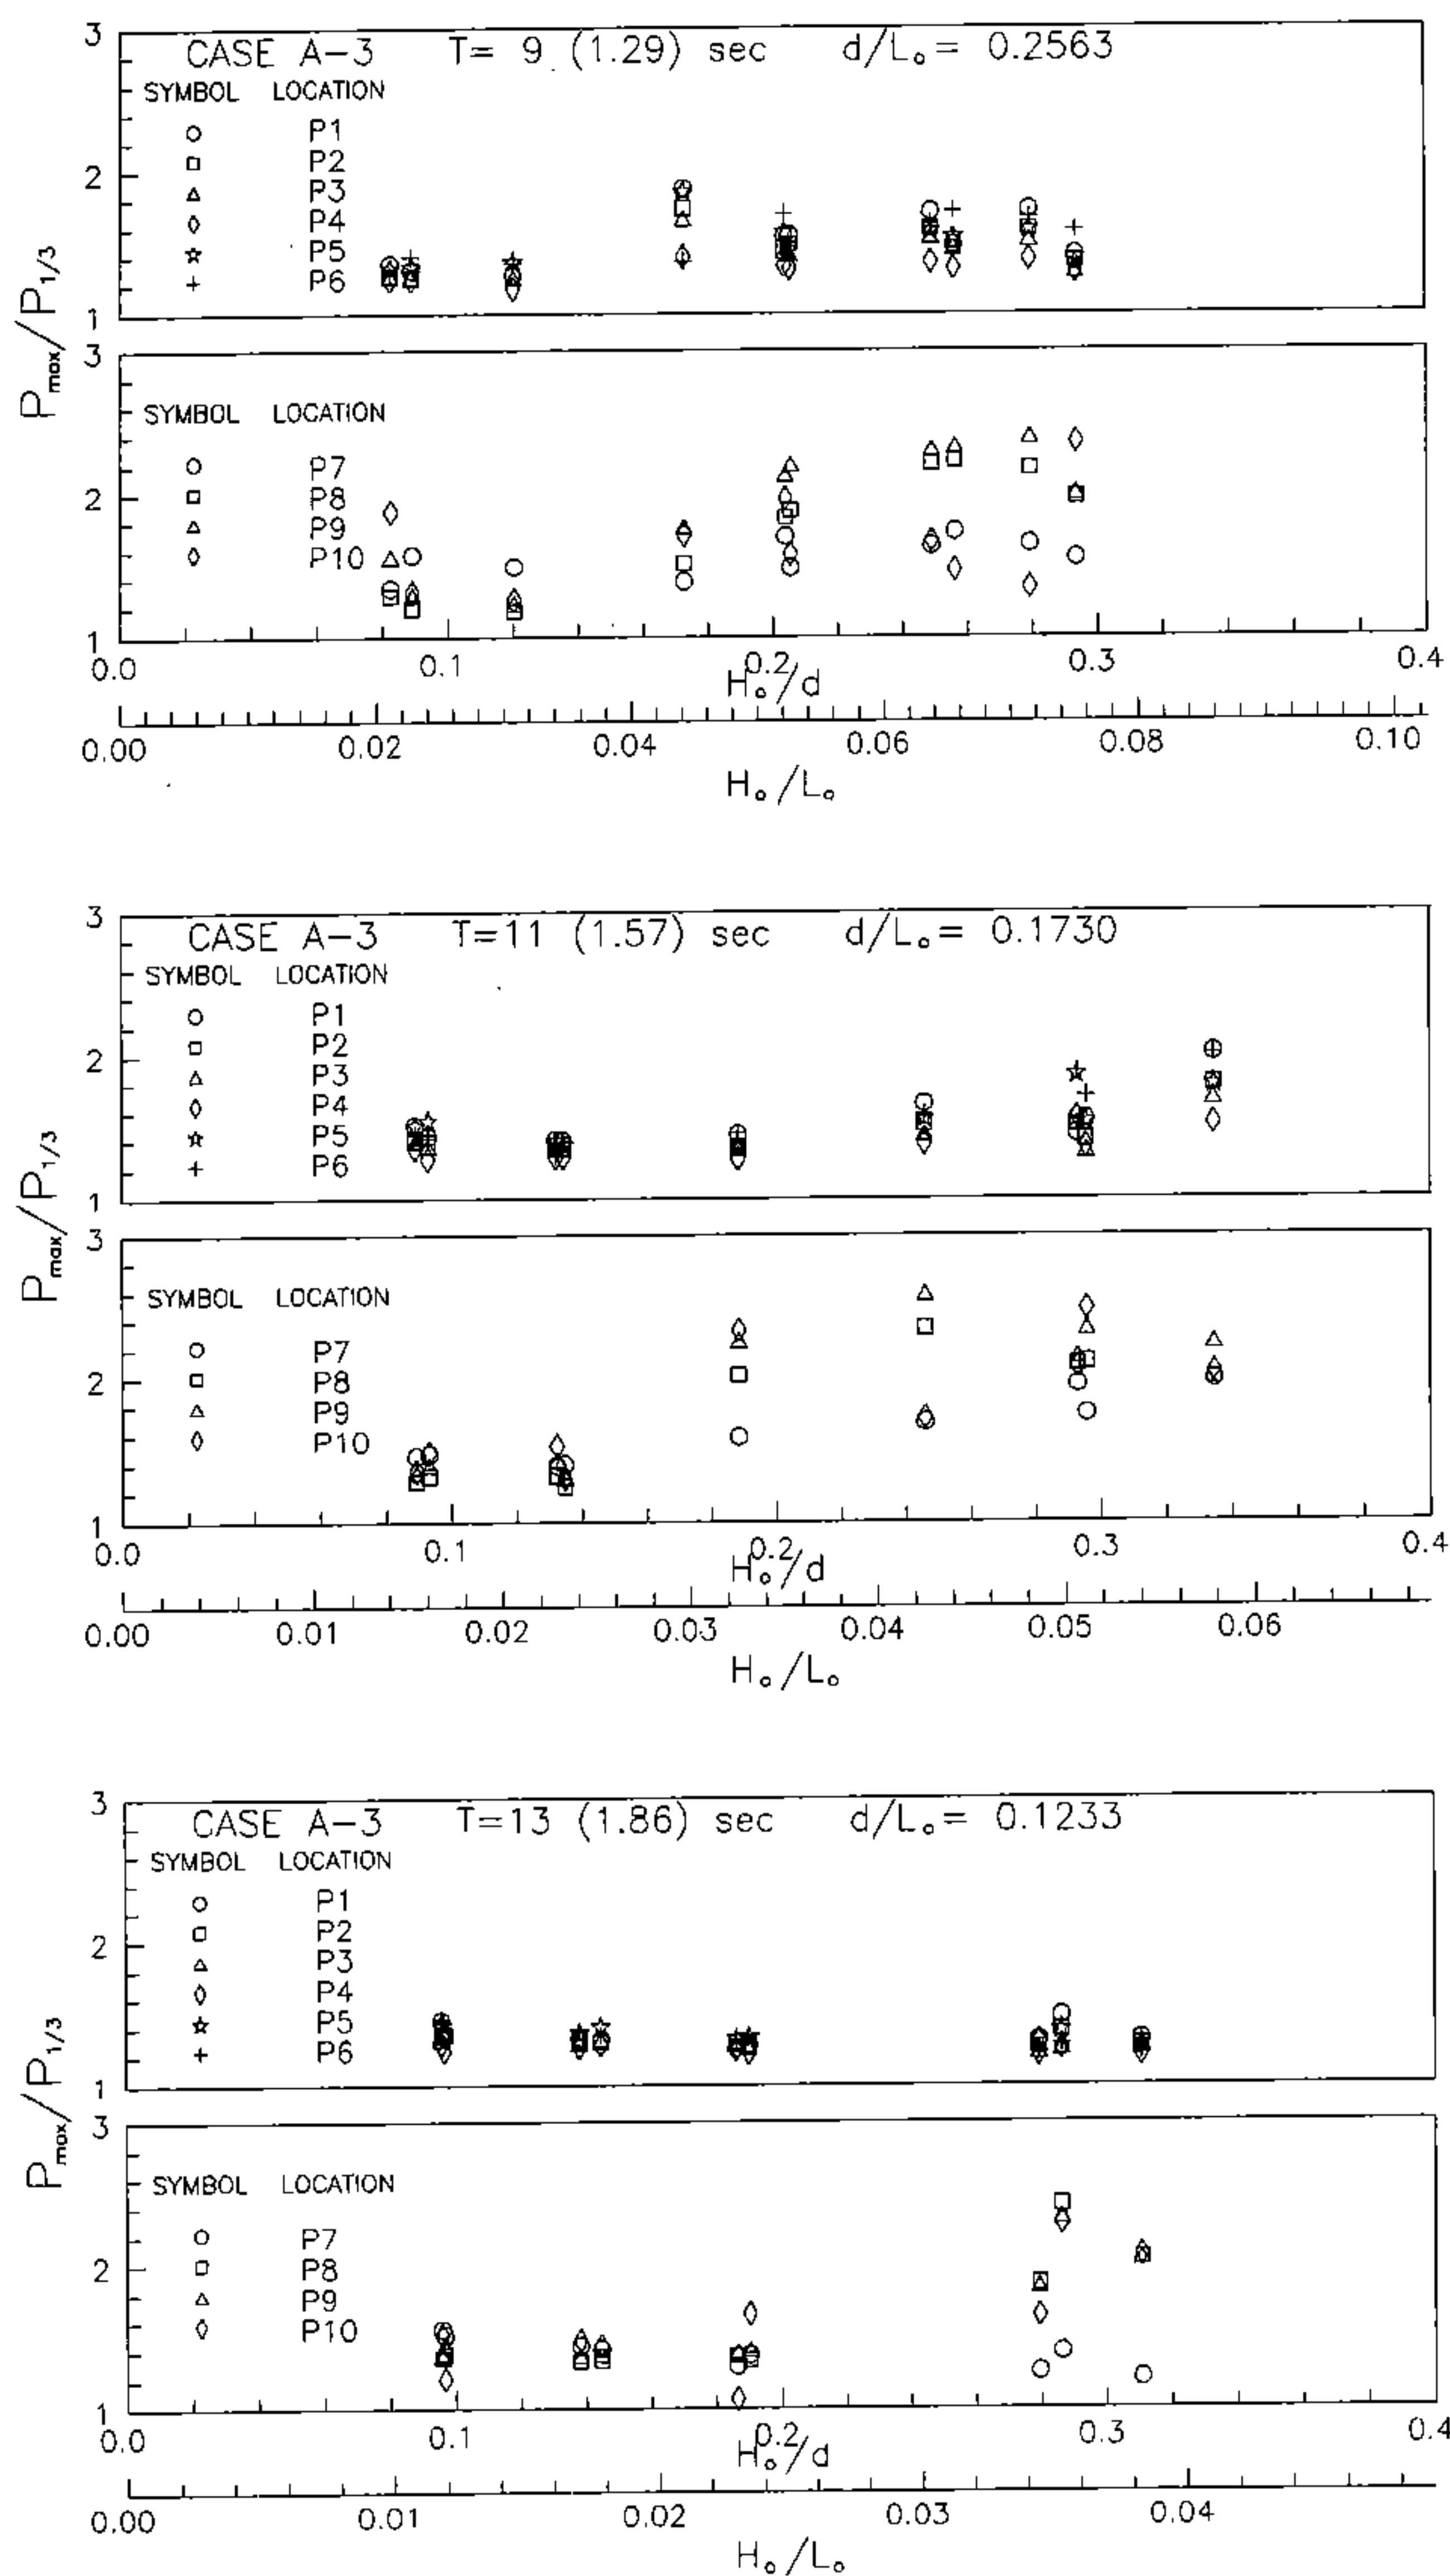 CASE A-3 T= 9 (1.29) sec d/L₀= 0.2563
SYMBOL LOCATION
P1
P2
P3
P4
P5
P6
3
2
1
Pmax/P1/3
SYMBOL LOCATION
P7
P8
P9
P10
3
2
1
0.0 0.1 0.2 0.3 0.4
H₀/d
0.00 0.02 0.04 0.06 0.08 0.10
H₀/L₀
CASE A-3 T=11 (1.57) sec d/L₀= 0.1730
SYMBOL LOCATION
P1
P2
P3
P4
P5
P6
3
2
1
Pmax/P1/3
SYMBOL LOCATION
P7
P8
P9
P10
3
2
1
0.0 0.1 0.2 0.3 0.4
H₀/d
0.00 0.01 0.02 0.03 0.04 0.05 0.06
H₀/L₀
CASE A-3 T=13 (1.86) sec d/L₀= 0.1233
SYMBOL LOCATION
P1
P2
P3
P4
P5
P6
3
2
1
Pmax/P1/3
SYMBOL LOCATION
P7
P8
P9
P10
3
2
1
0.0 0.1 0.2 0.3 0.4
H₀/d
0.00 0.01 0.02 0.03 0.04
H₀/L₀